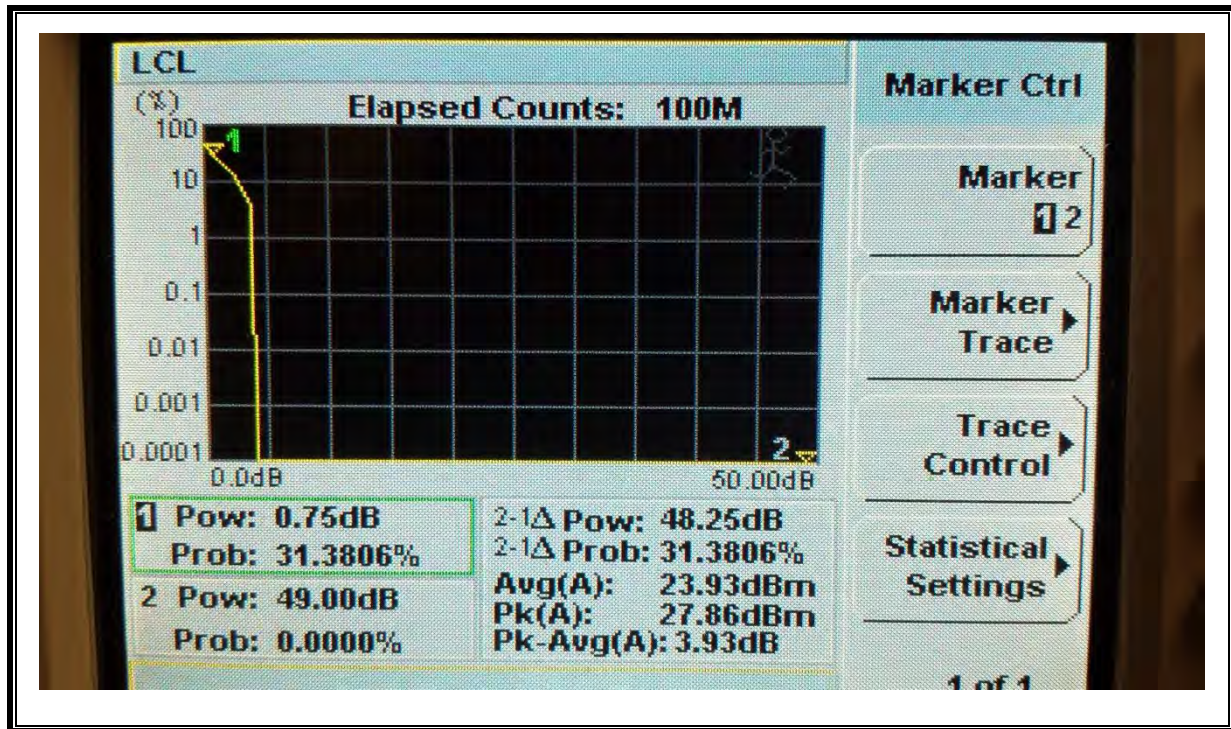 LCL
(%)
Elapsed Counts: 100M
100
10
1
0.1
0.01
0.001
0.0001
1
2
0.0dB
50.00dB
1 Pow: 0.75dB
Prob: 31.3806%
2 Pow: 49.00dB
Prob: 0.0000%
2-1Δ Pow: 48.25dB
2-1Δ Prob: 31.3806%
Avg(A): 23.93dBm
Pk(A): 27.86dBm
Pk-Avg(A): 3.93dB
Marker Ctrl
Marker
1 2
Marker
Trace
Trace
Control
Statistical
Settings
1 of 1